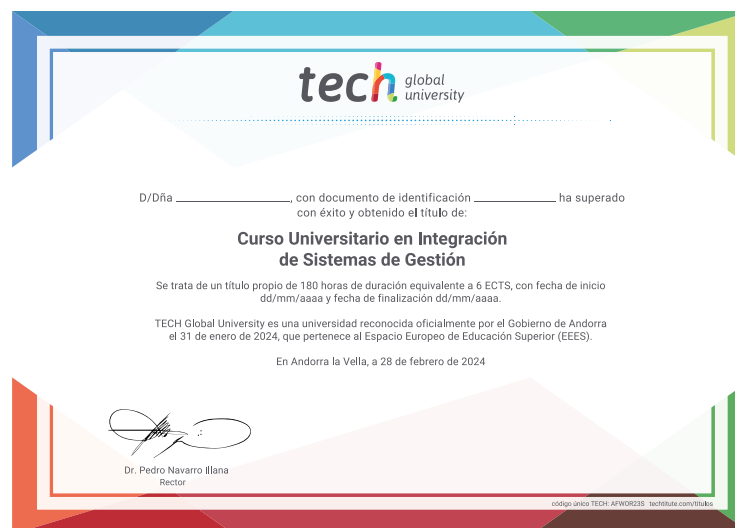 tech global
university
D/Dña ____________________, con documento de identificación ______________ ha superado
con éxito y obtenido el título de:
Curso Universitario en Integración
de Sistemas de Gestión
Se trata de un título propio de 180 horas de duración equivalente a 6 ECTS, con fecha de inicio
dd/mm/aaaa y fecha de finalización dd/mm/aaaa.
TECH Global University es una universidad reconocida oficialmente por el Gobierno de Andorra
el 31 de enero de 2024, que pertenece al Espacio Europeo de Educación Superior (EEES).
En Andorra la Vella, a 28 de febrero de 2024
Dr. Pedro Navarro Illana
Rector
código único TECH: AFWOR23S techtitute.com/títulos